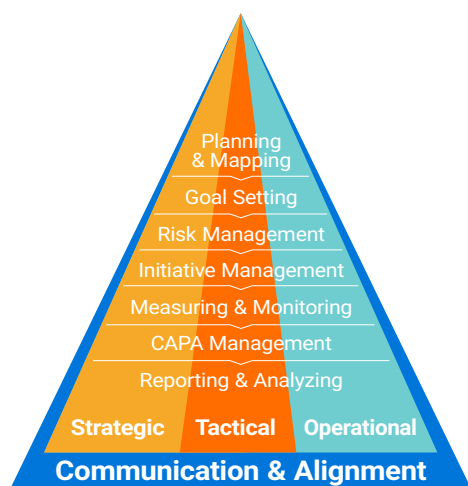 Planning
& Mapping
Goal Setting
Risk Management
Initiative Management
Measuring & Monitoring
CAPA Management
Reporting & Analyzing
Strategic Tactical Operational
Communication & Alignment